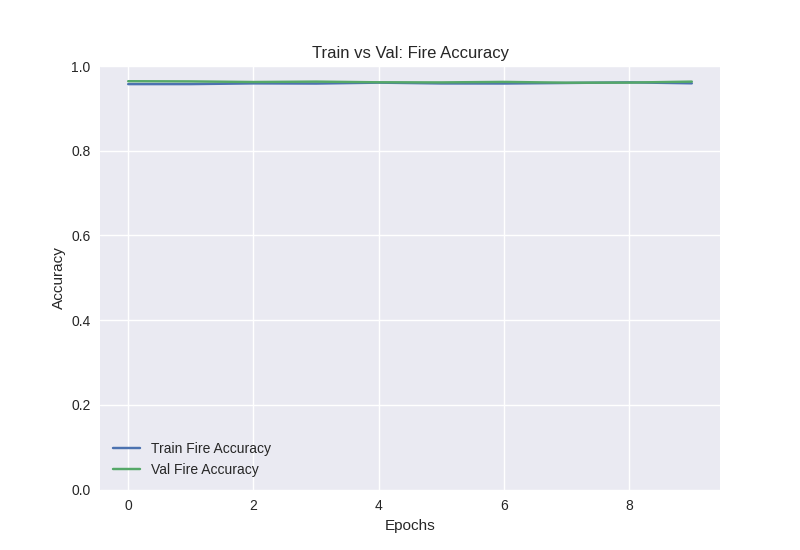 Train vs Val: Fire Accuracy
1.0
0.8
0.6
0.4
0.2
0.0
Accuracy
Train Fire Accuracy
Val Fire Accuracy
0 2 4 6 8
Epochs